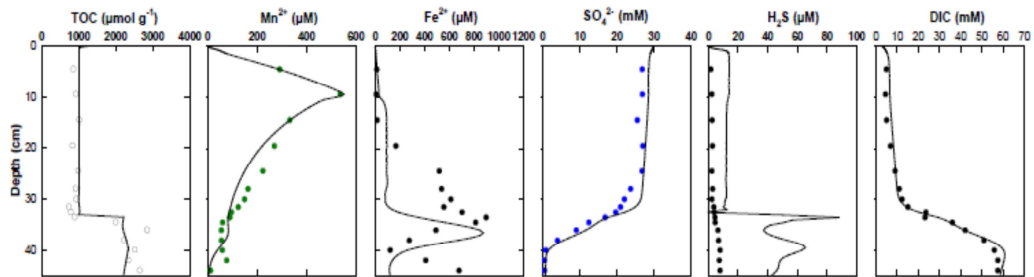 TOC (µmol g⁻¹) Mn²⁺ (µM) Fe²⁺ (µM) SO₄²⁻ (mM) H₂S (µM) DIC (mM)
0 1000 2000 3000 4000 0 200 400 600 0 200 400 600 800 1000 1200 0 10 20 30 40 0 20 40 60 80 100 0 10 20 30 40 50 60 70
0
10
20
30
40
Depth (cm)